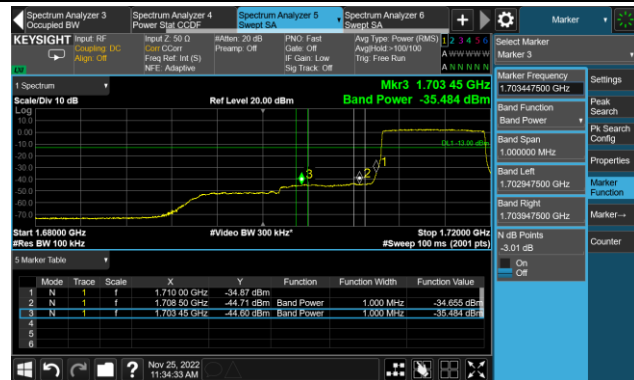 Spectrum Analyzer 3
Occupied BW
Spectrum Analyzer 4
Power Stat CCDF
Spectrum Analyzer 5
Swept SA
Spectrum Analyzer 6
Swept SA
+
Marker
KEYSIGHT
Input: RF
Coupling: DC
Align: Off
Input Z: 50 Ω
Corr CCorr
Freq Ref: Int (S)
NFE: Adaptive
#Atten: 20 dB
Preamp: Off
PNO: Fast
Gate: Off
IF Gain: Low
Sig Track: Off
Avg Type: Power (RMS)
Avg|Hold:>100/100
Trig: Free Run
1 2 3 4 5 6
A W W W W W
A N N N N N
Select Marker
Marker 3
1 Spectrum
Scale/Div 10 dB
Ref Level 20.00 dBm
Mkr3 1.703 45 GHz
Band Power -35.484 dBm
Log
10.0
0.00
-10.0
-20.0
-30.0
-40.0
-50.0
-60.0
-70.0
DL1 -13.00 dBm
3
2
1
Start 1.68000 GHz
#Res BW 100 kHz
#Video BW 300 kHz*
Stop 1.72000 GHz
#Sweep 100 ms (2001 pts)
5 Marker Table
Mode Trace Scale X Y Function Function Width Function Value
1 N 1 f 1.710 00 GHz -34.87 dBm
2 N 1 f 1.708 50 GHz -44.71 dBm Band Power 1.000 MHz -34.655 dBm
3 N 1 f 1.703 45 GHz -44.60 dBm Band Power 1.000 MHz -35.484 dBm
4
5
6
Marker Frequency
1.703447500 GHz
Band Function
Band Power
Band Span
1.000000 MHz
Band Left
1.702947500 GHz
Band Right
1.703947500 GHz
N dB Points
-3.01 dB
On
Off
Settings
Peak
Search
Pk Search
Config
Properties
Marker
Function
Marker→
Counter
?
Nov 25, 2022
11:34:33 AM